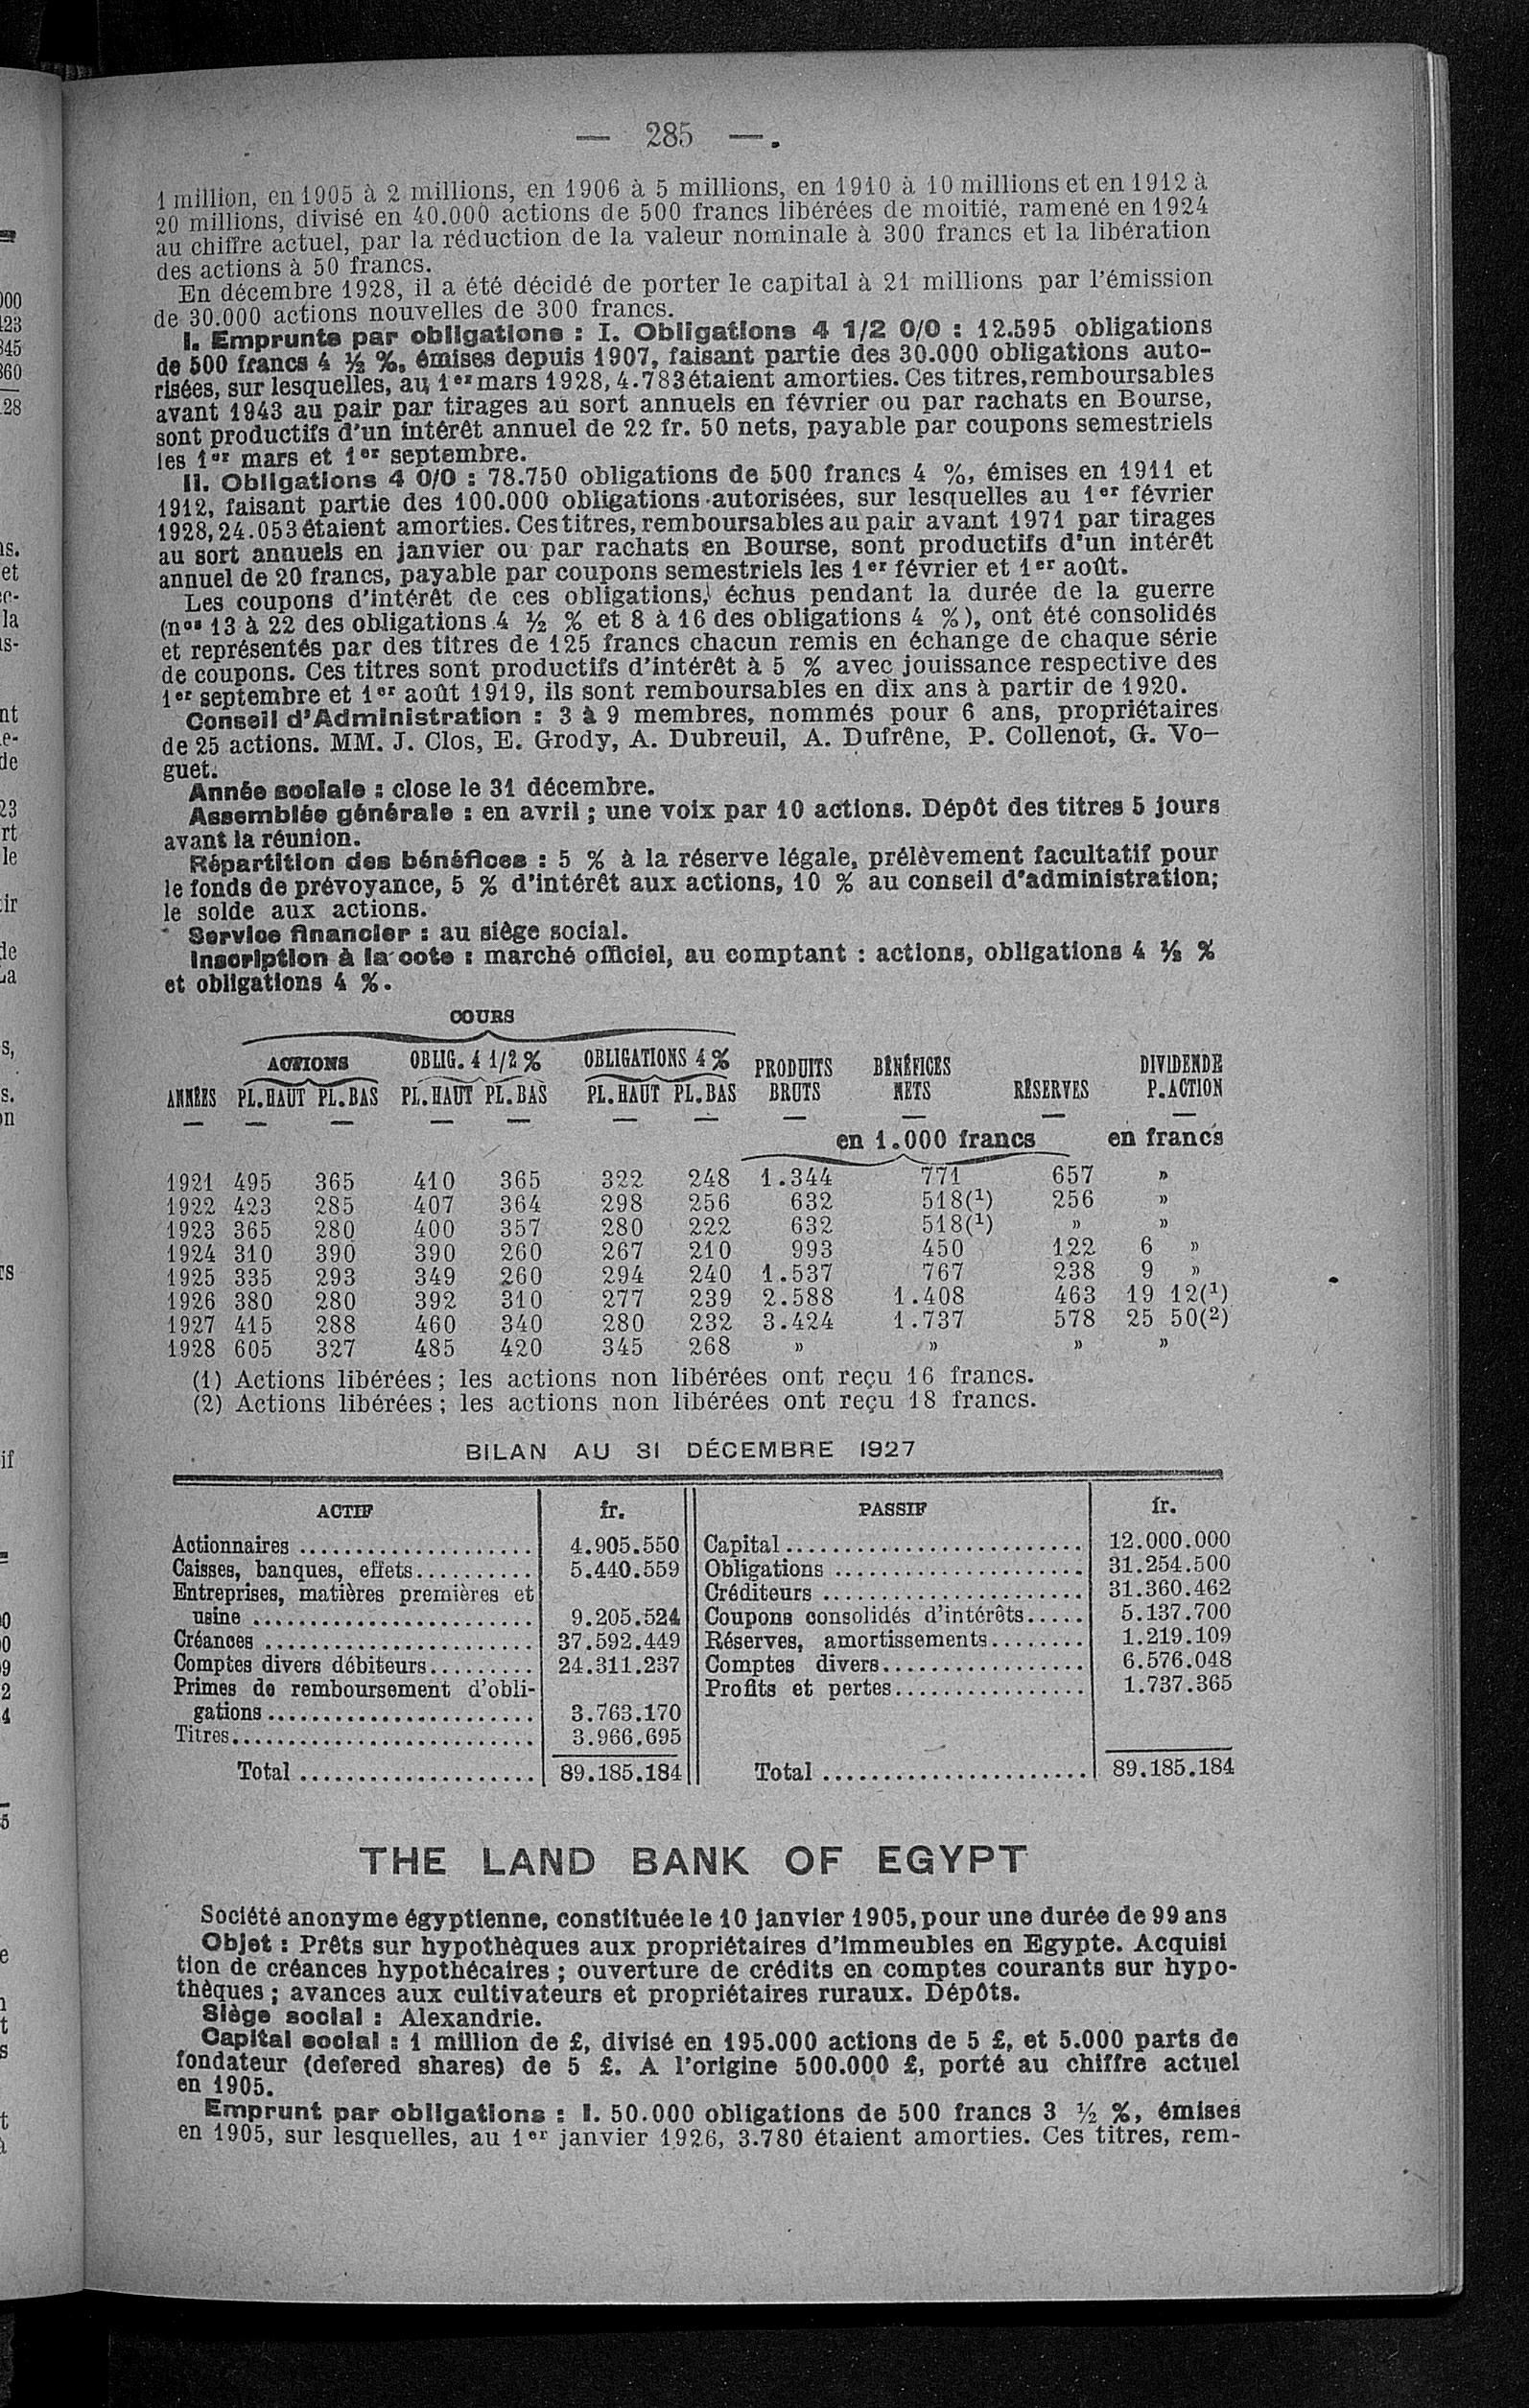 — 285 —.
1 million, en 1905 à 2 millions, en 1906 à 5 millions, en 1910 à 10 millions et en 1912 à
20 millions, divisé en 40.000 actions de 500 francs libérées de moitié, ramené en 1924
au chiffre actuel, par la réduction de la valeur nominale à 300 francs et la libération
des actions à 50 francs.
En décembre 1928, il a été décidé de porter le capital à 21 millions par l'émission
de 30.000 actions nouvelles de 300 francs.
I. Emprunts par obligations : I. Obligations 4 1/2 0/0 : 12.595 obligations
de 500 francs 4 ½ %, émises depuis 1907, faisant partie des 30.000 obligations auto-
risées, sur lesquelles, au 1er mars 1928, 4.783 étaient amorties. Ces titres, remboursables
avant 1943 au pair par tirages au sort annuels en février ou par rachats en Bourse,
sont productifs d'un intérêt annuel de 22 fr. 50 nets, payable par coupons semestriels
les 1er mars et 1er septembre.
II. Obligations 4 0/0 : 78.750 obligations de 500 francs 4 %, émises en 1911 et
1912, faisant partie des 100.000 obligations autorisées, sur lesquelles au 1er février
1928, 24.053 étaient amorties. Ces titres, remboursables au pair avant 1971 par tirages
au sort annuels en janvier ou par rachats en Bourse, sont productifs d'un intérêt
annuel de 20 francs, payable par coupons semestriels les 1er février et 1er août.
Les coupons d'intérêt de ces obligations, échus pendant la durée de la guerre
(nos 13 à 22 des obligations 4 ½ % et 8 à 16 des obligations 4 %), ont été consolidés
et représentés par des titres de 125 francs chacun remis en échange de chaque série
de coupons. Ces titres sont productifs d'intérêt à 5 % avec jouissance respective des
1er septembre et 1er août 1919, ils sont remboursables en dix ans à partir de 1920.
Conseil d'Administration : 3 à 9 membres, nommés pour 6 ans, propriétaires
de 25 actions. MM. J. Clos, E. Grody, A. Dubreuil, A. Dufrêne, P. Collenot, G. Vo-
guet.
Année sociale : close le 31 décembre.
Assemblée générale : en avril ; une voix par 10 actions. Dépôt des titres 5 jours
avant la réunion.
Répartition des bénéfices : 5 % à la réserve légale, prélèvement facultatif pour
le fonds de prévoyance, 5 % d'intérêt aux actions, 10 % au conseil d'administration;
le solde aux actions.
Service financier : au siège social.
Inscription à la cote : marché officiel, au comptant : actions, obligations 4 ½ %
et obligations 4 %.
COURS
ACTIONS OBLIG. 4 1/2 % OBLIGATIONS 4 % PRODUITS BÉNÉFICES DIVIDENDE
ANNÉES PL. HAUT PL. BAS PL. HAUT PL. BAS PL. HAUT PL. BAS BRUTS NETS RÉSERVES P. ACTION
— — — — — — — — — — —
en 1.000 francs en francs
1921 495 365 410 365 322 248 1.344 771 657 »
1922 423 285 407 364 298 256 632 518(1) 256 »
1923 365 280 400 357 280 222 632 518(1) » »
1924 310 390 390 260 267 210 993 450 122 6 »
1925 335 293 349 260 294 240 1.537 767 238 9 »
1926 380 280 392 310 277 239 2.588 1.408 463 19 12(1)
1927 415 288 460 340 280 232 3.424 1.737 578 25 50(2)
1928 605 327 485 420 345 268 » » » »
(1) Actions libérées ; les actions non libérées ont reçu 16 francs.
(2) Actions libérées ; les actions non libérées ont reçu 18 francs.
BILAN AU 31 DÉCEMBRE 1927
ACTIF fr. PASSIF fr.
Actionnaires .................... 4.905.550 Capital.......................... 12.000.000
Caisses, banques, effets.......... 5.440.559 Obligations ...................... 31.254.500
Entreprises, matières premières et Créditeurs ....................... 31.360.462
usine ......................... 9.205.524 Coupons consolidés d'intérêts..... 5.137.700
Créances ........................ 37.592.449 Réserves, amortissements........ 1.219.109
Comptes divers débiteurs......... 24.311.237 Comptes divers.................. 6.576.048
Primes de remboursement d'obli- Profits et pertes................. 1.737.365
gations........................ 3.763.170
Titres........................... 3.966.695
Total ..................... 89.185.184 Total ....................... 89.185.184
THE LAND BANK OF EGYPT
Société anonyme égyptienne, constituée le 10 janvier 1905, pour une durée de 99 ans
Objet : Prêts sur hypothèques aux propriétaires d'immeubles en Egypte. Acquisi
tion de créances hypothécaires ; ouverture de crédits en comptes courants sur hypo-
thèques ; avances aux cultivateurs et propriétaires ruraux. Dépôts.
Siège social : Alexandrie.
Capital social : 1 million de £, divisé en 195.000 actions de 5 £, et 5.000 parts de
fondateur (defered shares) de 5 £. A l'origine 500.000 £, porté au chiffre actuel
en 1905.
Emprunt par obligations : I. 50.000 obligations de 500 francs 3 ½ %, émises
en 1905, sur lesquelles, au 1er janvier 1926, 3.780 étaient amorties. Ces titres, rem-